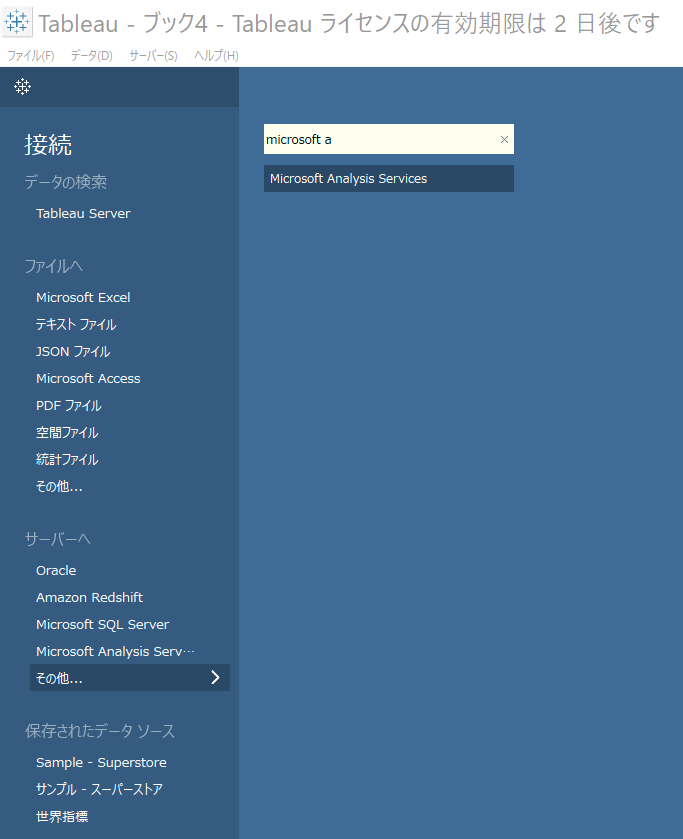 Tableau - ブック4 - Tableau ライセンスの有効期限は 2 日後です
ファイル(F) データ(D) サーバー(S) ヘルプ(H)
接続
データの検索
Tableau Server
ファイルへ
Microsoft Excel
テキスト ファイル
JSON ファイル
Microsoft Access
PDF ファイル
空間ファイル
統計ファイル
その他...
サーバーへ
Oracle
Amazon Redshift
Microsoft SQL Server
Microsoft Analysis Serv…
その他...
保存されたデータ ソース
Sample - Superstore
サンプル - スーパーストア
世界指標
microsoft a
Microsoft Analysis Services